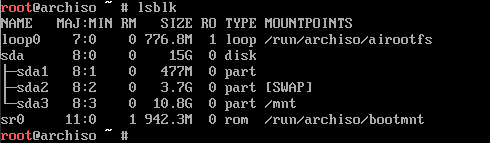 root@archiso ~ # lsblk
NAME   MAJ:MIN RM   SIZE RO TYPE MOUNTPOINTS
loop0    7:0    0 776.8M  1 loop /run/archiso/airootfs
sda      8:0    0    15G  0 disk
├─sda1   8:1    0   477M  0 part
├─sda2   8:2    0   3.7G  0 part [SWAP]
└─sda3   8:3    0  10.8G  0 part /mnt
sr0     11:0    1 942.3M  0 rom  /run/archiso/bootmnt
root@archiso ~ #